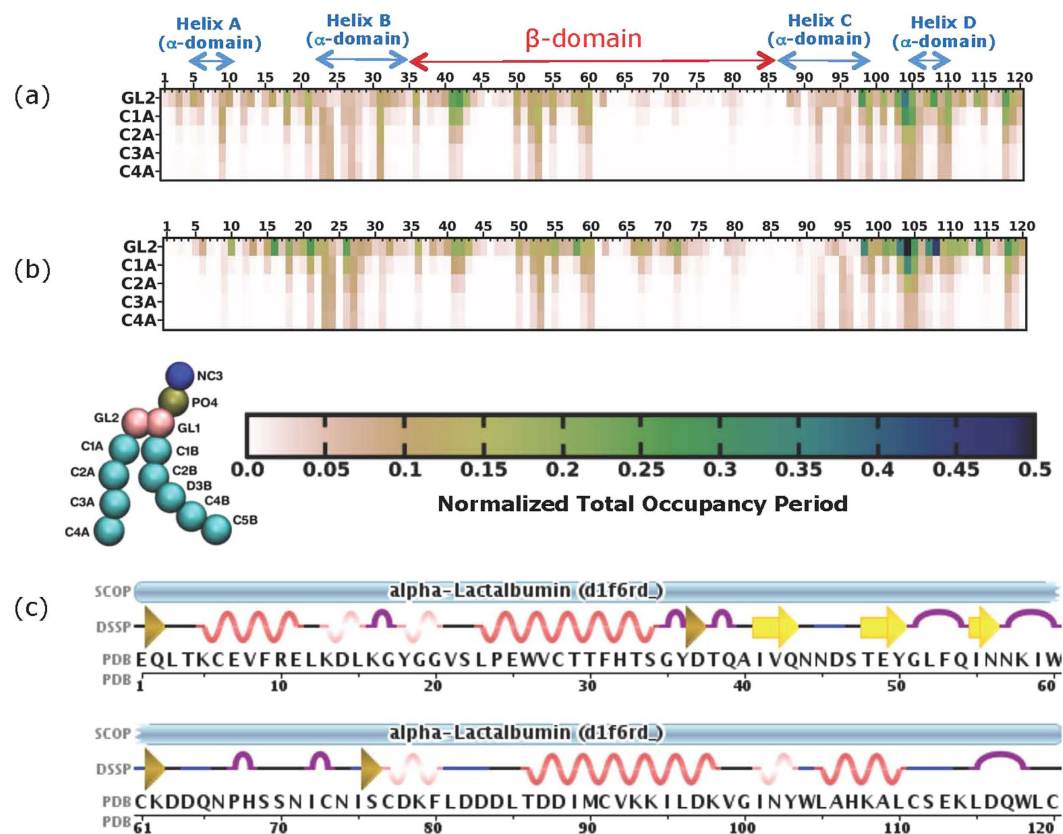 Helix A
(α-domain)
Helix B
(α-domain)
β-domain
Helix C
(α-domain)
Helix D
(α-domain)
(a)
1 5 10 15 20 25 30 35 40 45 50 55 60 65 70 75 80 85 90 95 100 105 110 115 120
GL2
C1A
C2A
C3A
C4A
(b)
1 5 10 15 20 25 30 35 40 45 50 55 60 65 70 75 80 85 90 95 100 105 110 115 120
GL2
C1A
C2A
C3A
C4A
NC3
PO4
GL2
GL1
C1A
C1B
C2A
C2B
D3B
C3A
C4B
C4A
C5B
0.0 0.05 0.1 0.15 0.2 0.25 0.3 0.35 0.4 0.45 0.5
Normalized Total Occupancy Period
(c)
SCOP alpha-Lactalbumin (d1f6rd_)
DSSP
PDB EQLTKCEVFRELKDLKGYGGVSLPEWVCTTFHTSGYDTQAIVQNNDSTEYGLFQINNKIW
PDB 1 10 20 30 40 50 60
SCOP alpha-Lactalbumin (d1f6rd_)
DSSP
PDB CKDDQNPHSSNICNISCDKFLDDDLTDDIMCVKKILDKVGINYWLAHKALCSEKLDQWLC
PDB 61 70 80 90 100 110 120